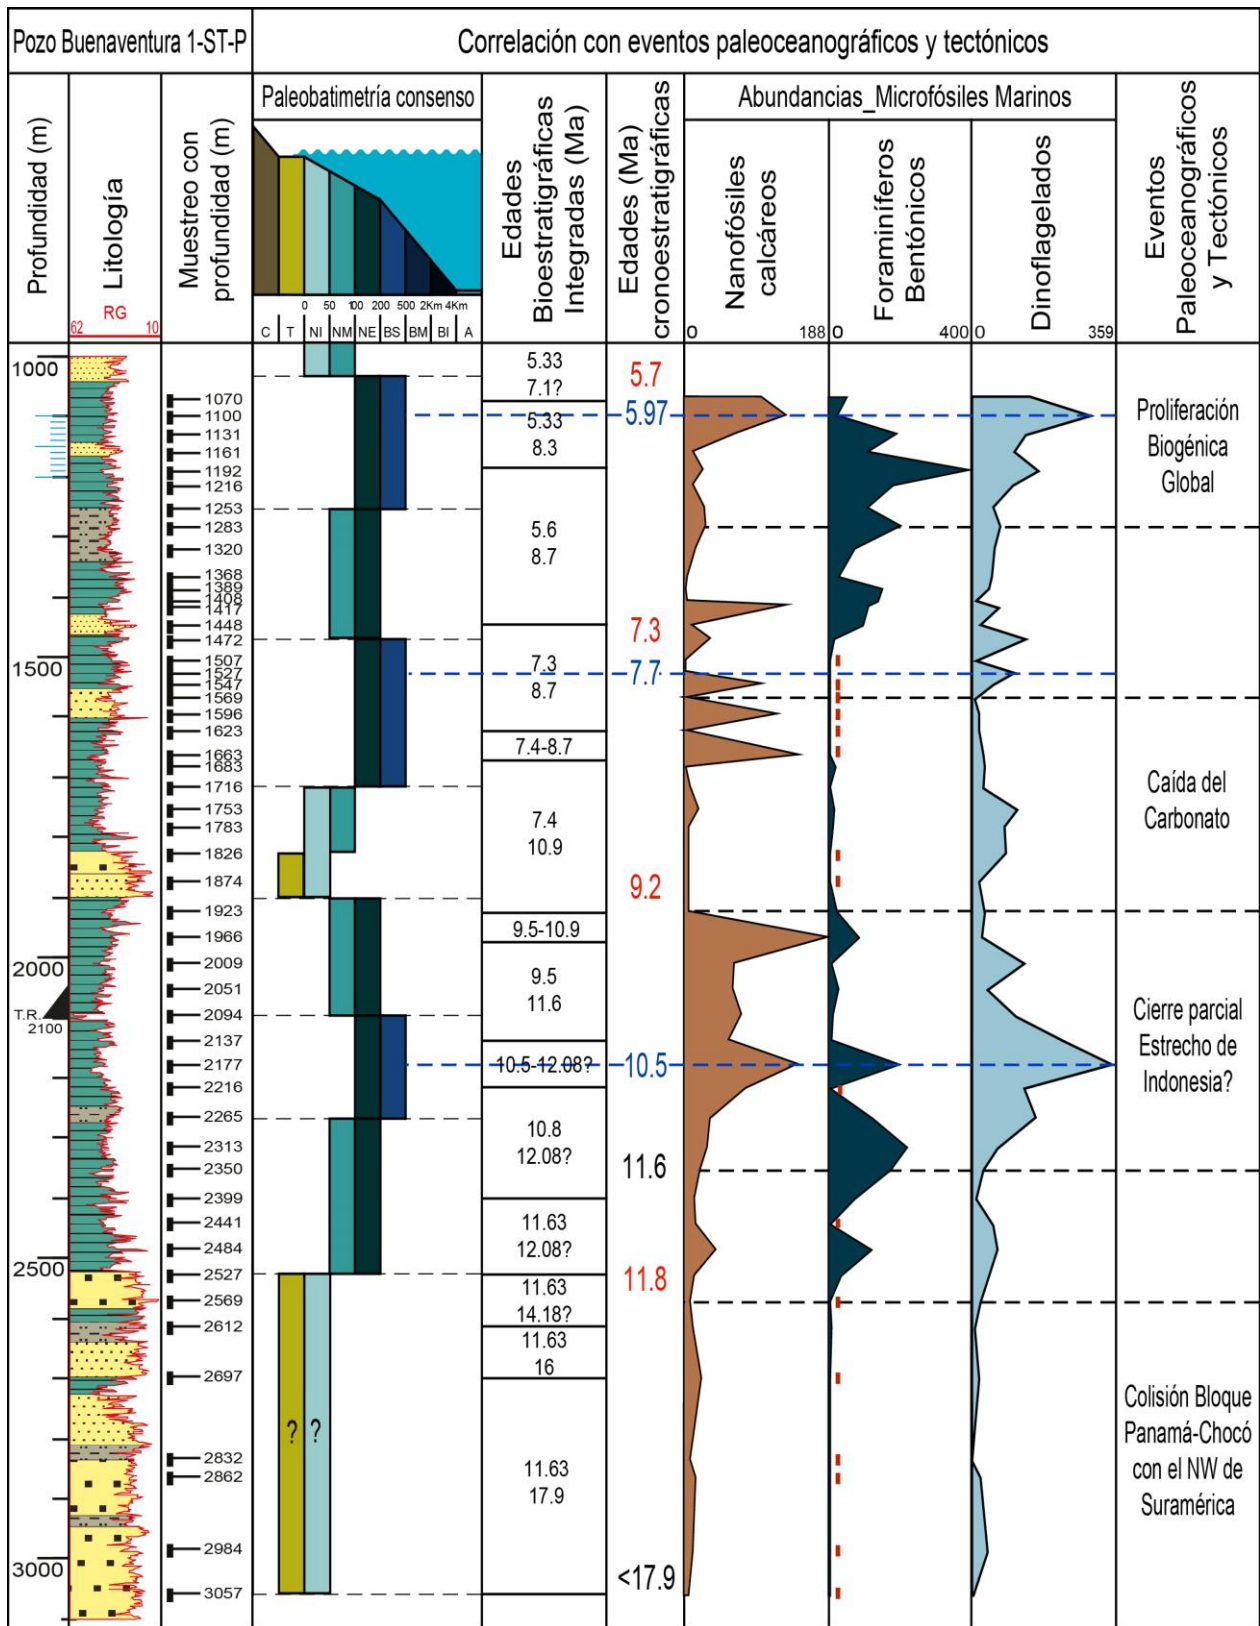 Pozo Buenaventura 1-ST-P
Correlación con eventos paleoceanográficos y tectónicos
Profundidad (m)
Litología
RG
62 10
Muestreo con
profundidad (m)
Paleobatimetría consenso
0 50 100 200 500 2Km 4Km
C T NI NM NE BS BM BI A
Edades
Bioestratigráficas
Integradas (Ma)
Edades (Ma)
cronoestratigráficas
Abundancias_Microfósiles Marinos
Nanofósiles
calcáreos
0 188
Foraminíferos
Bentónicos
0 400
Dinoflagelados
0 359
Eventos
Paleoceanográficos
y Tectónicos
1000
1500
2000
T.R.
2100
2500
3000
1070
1100
1131
1161
1192
1216
1253
1283
1320
1368
1389
1408
1417
1448
1472
1507
1527
1547
1569
1596
1623
1663
1683
1716
1753
1783
1826
1874
1923
1966
2009
2051
2094
2137
2177
2216
2265
2313
2350
2399
2441
2484
2527
2569
2612
2697
2832
2862
2984
3057
? ?
5.33
7.1?
5.33
8.3
5.6
8.7
7.3
8.7
7.4-8.7
7.4
10.9
9.5-10.9
9.5
11.6
10.5-12.08?
10.8
12.08?
11.63
12.08?
11.63
14.18?
11.63
16
11.63
17.9
5.7
5.97
7.3
7.7
9.2
10.5
11.6
11.8
<17.9
Proliferación
Biogénica
Global
Caída del
Carbonato
Cierre parcial
Estrecho de
Indonesia?
Colisión Bloque
Panamá-Chocó
con el NW de
Suramérica